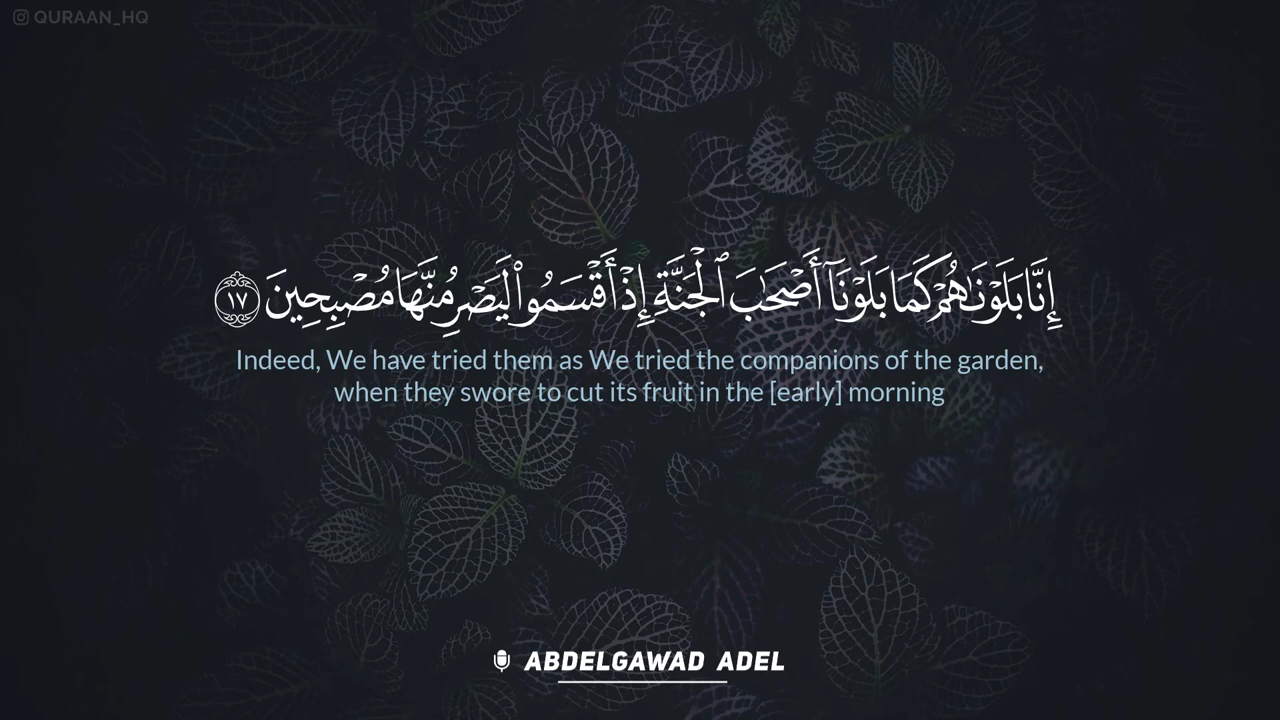 QURAAN_HQ
إِنَّا بَلَوْنَٰهُمْ كَمَا بَلَوْنَآ أَصْحَٰبَ ٱلْجَنَّةِ إِذْ أَقْسَمُوا۟ لَيَصْرِمُنَّهَا مُصْبِحِينَ ١٧
Indeed, We have tried them as We tried the companions of the garden,
when they swore to cut its fruit in the [early] morning
ABDELGAWAD ADEL